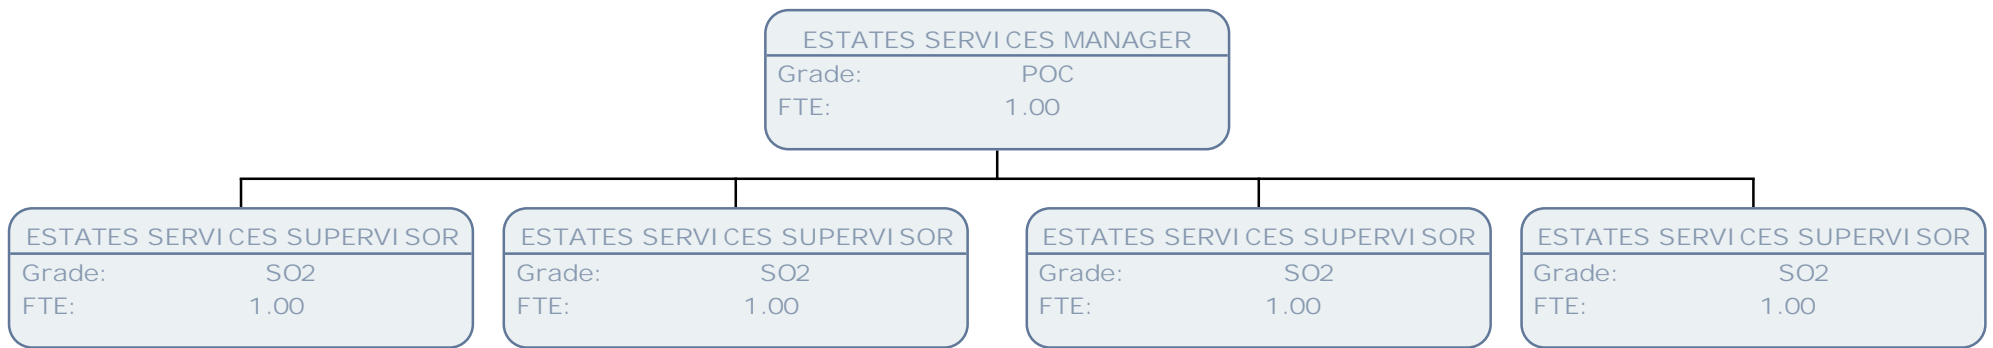 ESTATES SERVICES MANAGER
Grade: POC
FTE: 1.00
ESTATES SERVICES SUPERVISOR
Grade: SO2
FTE: 1.00
ESTATES SERVICES SUPERVISOR
Grade: SO2
FTE: 1.00
ESTATES SERVICES SUPERVISOR
Grade: SO2
FTE: 1.00
ESTATES SERVICES SUPERVISOR
Grade: SO2
FTE: 1.00